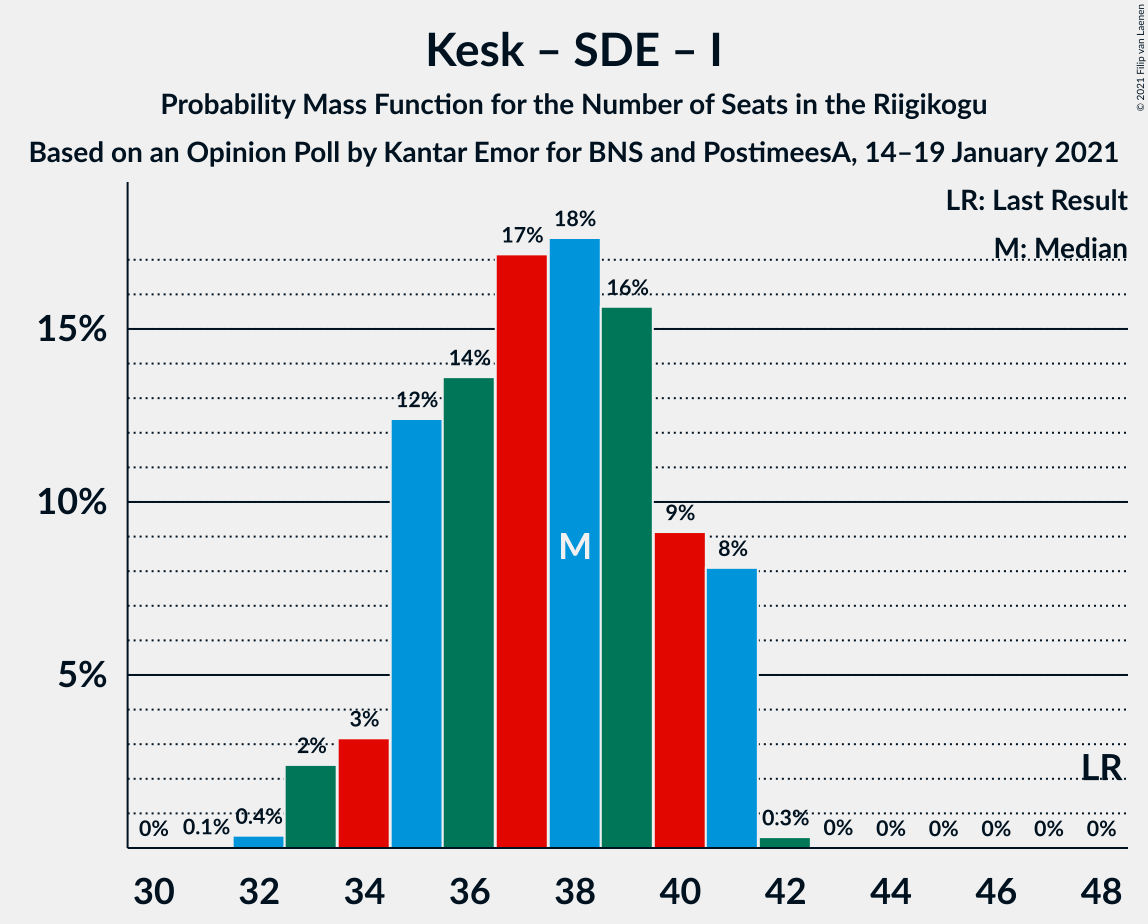 Kesk – SDE – I
Probability Mass Function for the Number of Seats in the Riigikogu
Based on an Opinion Poll by Kantar Emor for BNS and PostimeesA, 14–19 January 2021
© 2021 Filip van Laenen
LR: Last Result
M: Median
15%
10%
5%
0% 0.1% 0.4% 2% 3% 12% 14% 17% 18% 16% 9% 8% 0.3% 0% 0% 0% 0% 0% 0%
M
LR
30 32 34 36 38 40 42 44 46 48